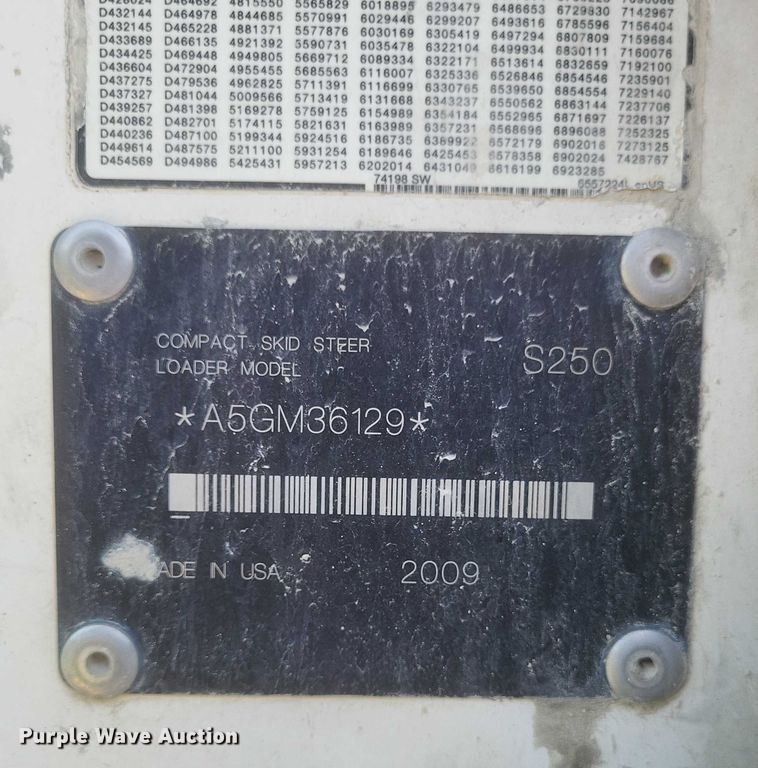 D432144 D464978 4844685 5570991 6029446 6299207 6493616 6785596 7156404
D432145 D465228 4881371 5577876 6030169 6305419 6497294 6807809 7159684
D433689 D466135 4921392 5590731 6035478 6322104 6499934 6830111 7160076
D434425 D469448 4949805 5669712 6089334 6322171 6513614 6832659 7192100
D436604 D472904 4955455 5685563 6116007 6325336 6526846 6854546 7235901
D437275 D479536 4962825 5711391 6116699 6330765 6539650 6854554 7229140
D437327 D481044 5009566 5713419 6131668 6343237 6550562 6863144 7237706
D439257 D481398 5169278 5759125 6154989 6354184 6552965 6871697 7226137
D440862 D482701 5174115 5821631 6163989 6357231 6568696 6896088 7252325
D440236 D487100 5199344 5924516 6186735 6389922 6572179 6902016 7273125
D449614 D487575 5211100 5931254 6189646 6425453 6578358 6902024 7428767
D454569 D494986 5425431 5957213 6202014 6431049 6616199 6923285
74198 SW
COMPACT SKID STEER
LOADER MODEL S250
*A5GM36129*
ADE IN USA 2009
Purple Wave Auction